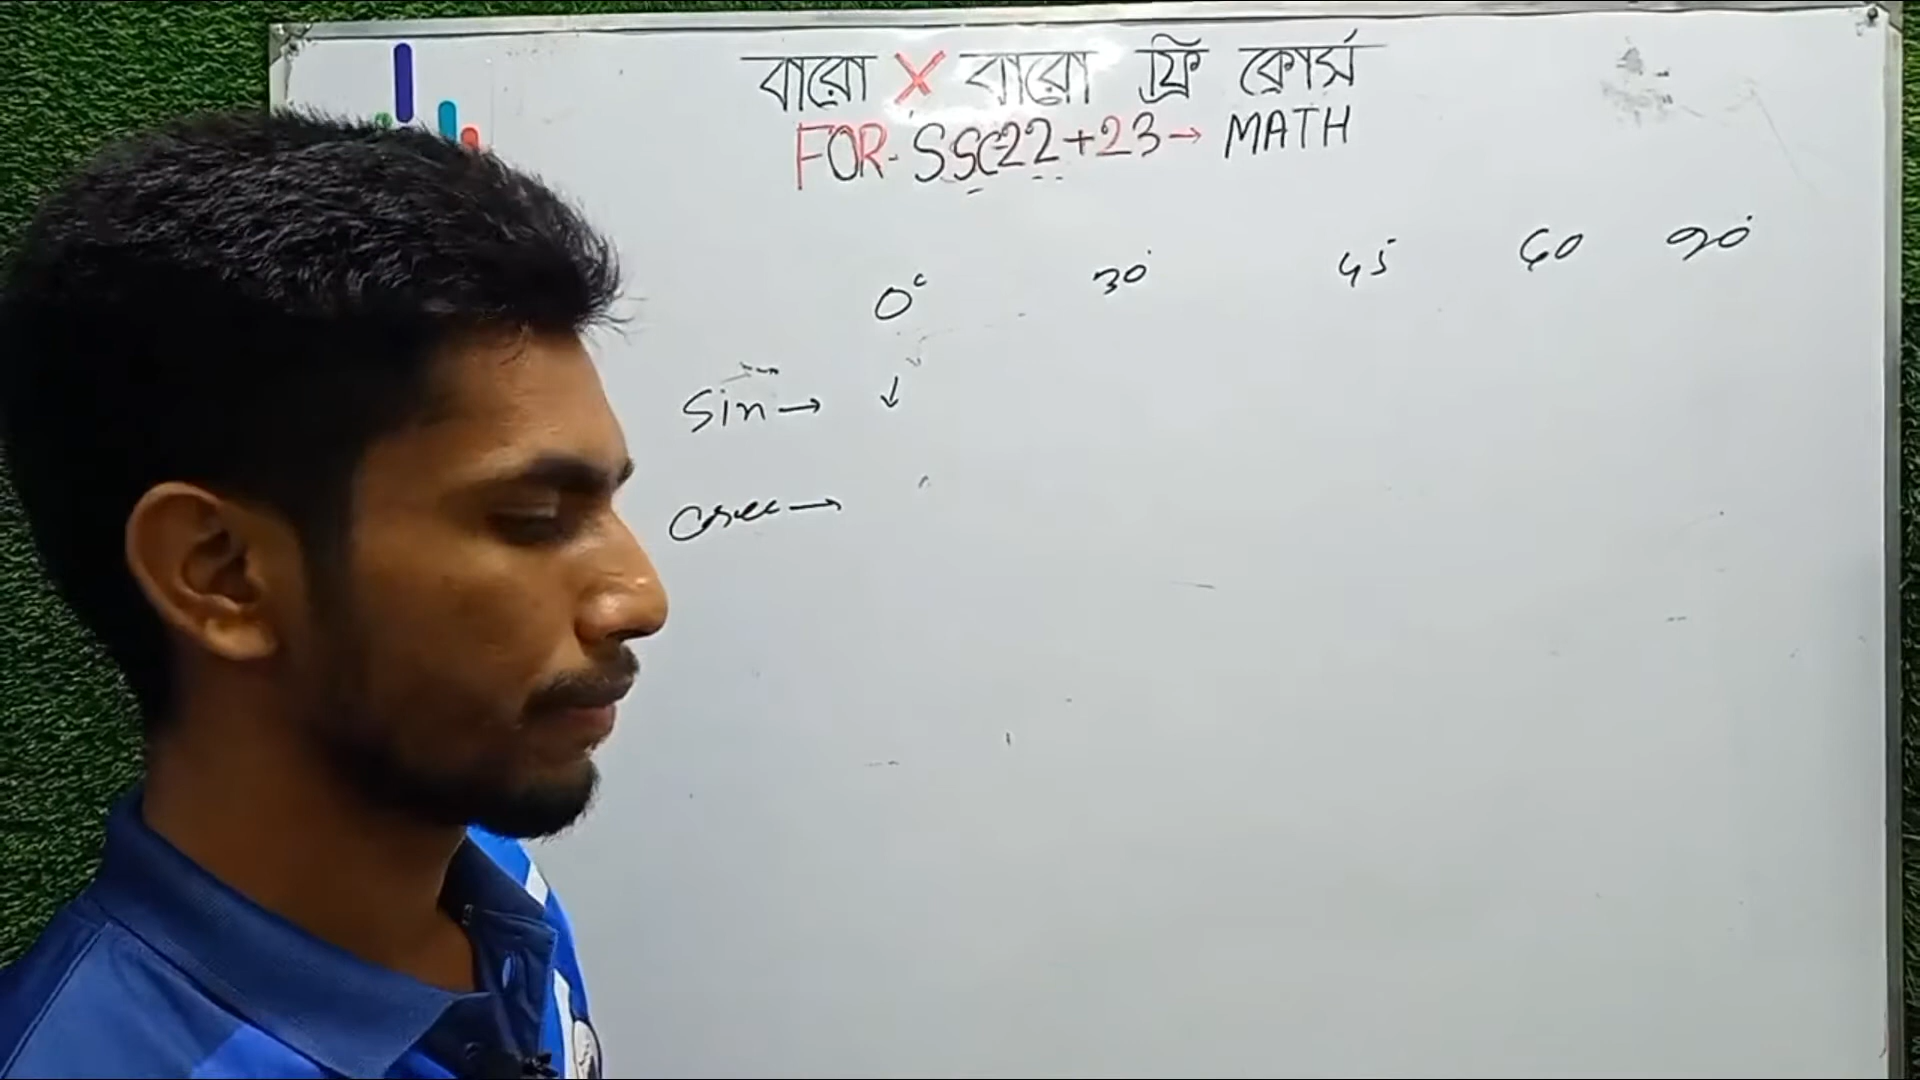 বারো X বারো ফ্রি কোর্স
FOR-SSC22+23→ MATH
0° 30° 45° 60 90°
Sin→ ↓
Cosec→